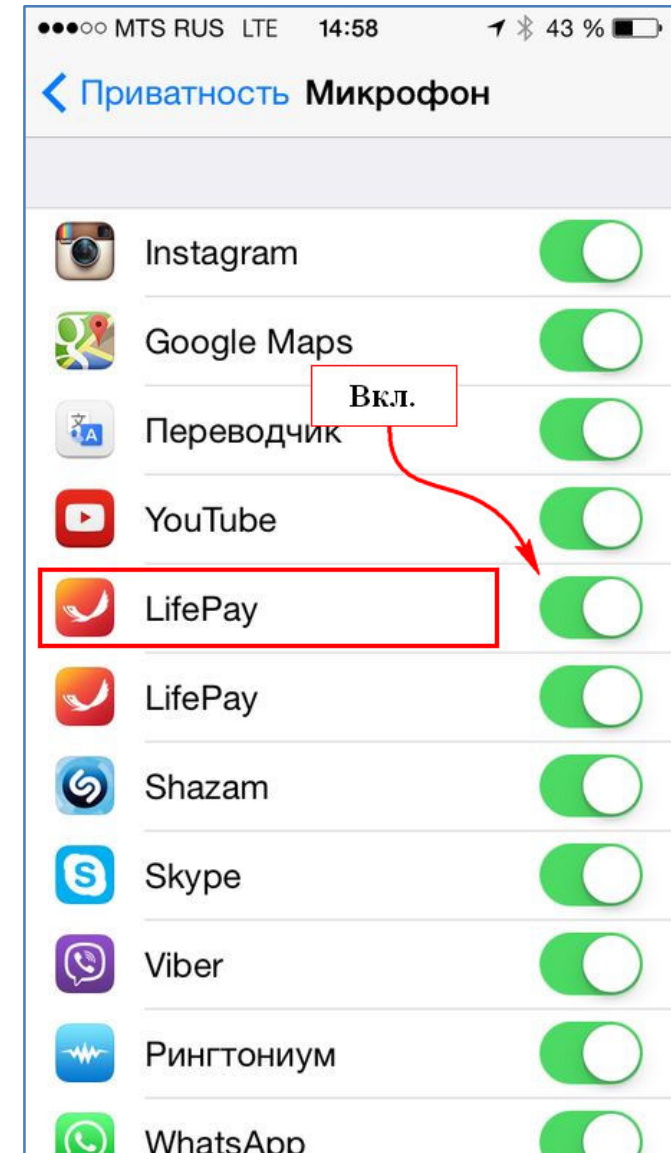 MTS RUS LTE 14:58 43 %
Приватность Микрофон
Instagram
Google Maps
Вкл.
Переводчик
YouTube
LifePay
LifePay
Shazam
Skype
Viber
Рингтониум
WhatsApp